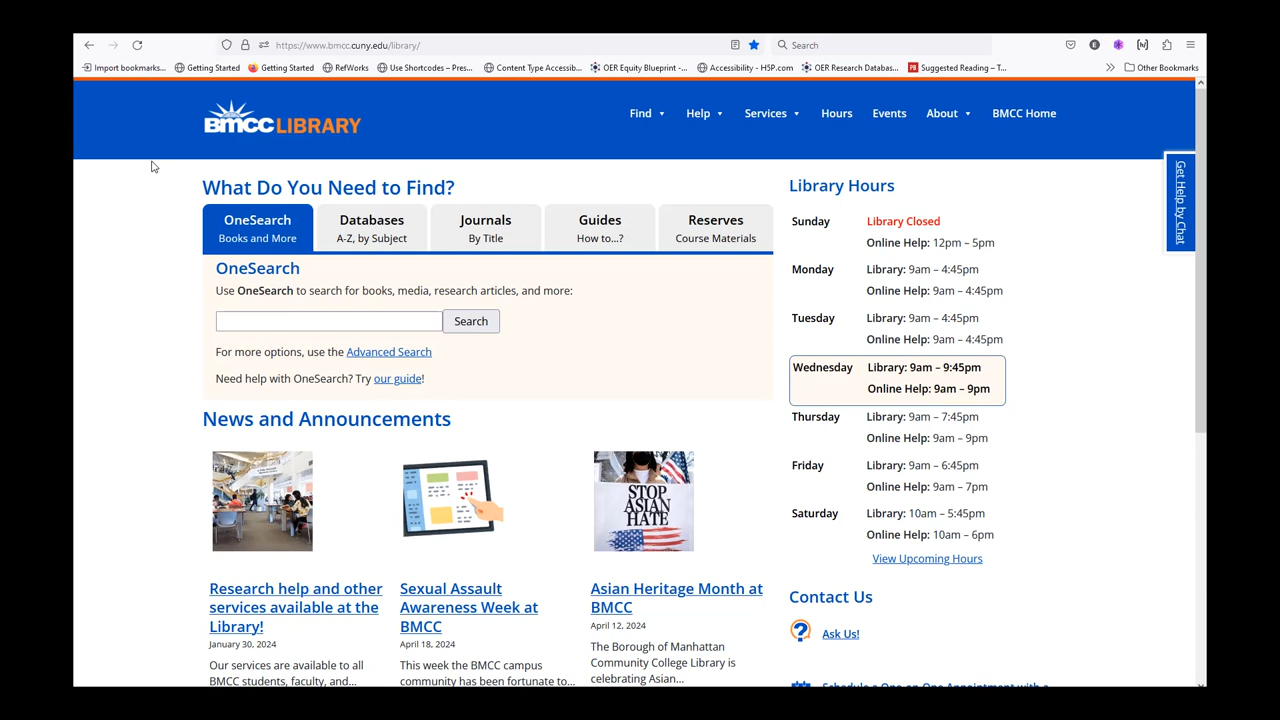 https://www.bmcc.cuny.edu/library/
Search
Import bookmarks...
Getting Started
Getting Started
RefWorks
Use Shortcodes – Pres...
Content Type Accessib...
OER Equity Blueprint -...
Accessibility - H5P.com
OER Research Databas...
Suggested Reading – T...
Other Bookmarks
BMCC LIBRARY
Find
Help
Services
Hours
Events
About
BMCC Home
Get Help by Chat
What Do You Need to Find?
OneSearch
Books and More
Databases
A-Z, by Subject
Journals
By Title
Guides
How to...?
Reserves
Course Materials
OneSearch
Use OneSearch to search for books, media, research articles, and more:
Search
For more options, use the Advanced Search
Need help with OneSearch? Try our guide!
News and Announcements
STOP
ASIAN
HATE
Research help and other
services available at the
Library!
January 30, 2024
Our services are available to all
BMCC students, faculty, and...
Sexual Assault
Awareness Week at
BMCC
April 18, 2024
This week the BMCC campus
community has been fortunate to...
Asian Heritage Month at
BMCC
April 12, 2024
The Borough of Manhattan
Community College Library is
celebrating Asian...
Library Hours
Sunday
Library Closed
Online Help: 12pm – 5pm
Monday
Library: 9am – 4:45pm
Online Help: 9am – 4:45pm
Tuesday
Library: 9am – 4:45pm
Online Help: 9am – 4:45pm
Wednesday
Library: 9am – 9:45pm
Online Help: 9am – 9pm
Thursday
Library: 9am – 7:45pm
Online Help: 9am – 9pm
Friday
Library: 9am – 6:45pm
Online Help: 9am – 7pm
Saturday
Library: 10am – 5:45pm
Online Help: 10am – 6pm
View Upcoming Hours
Contact Us
Ask Us!
Schedule a One-on-One Appointment with a